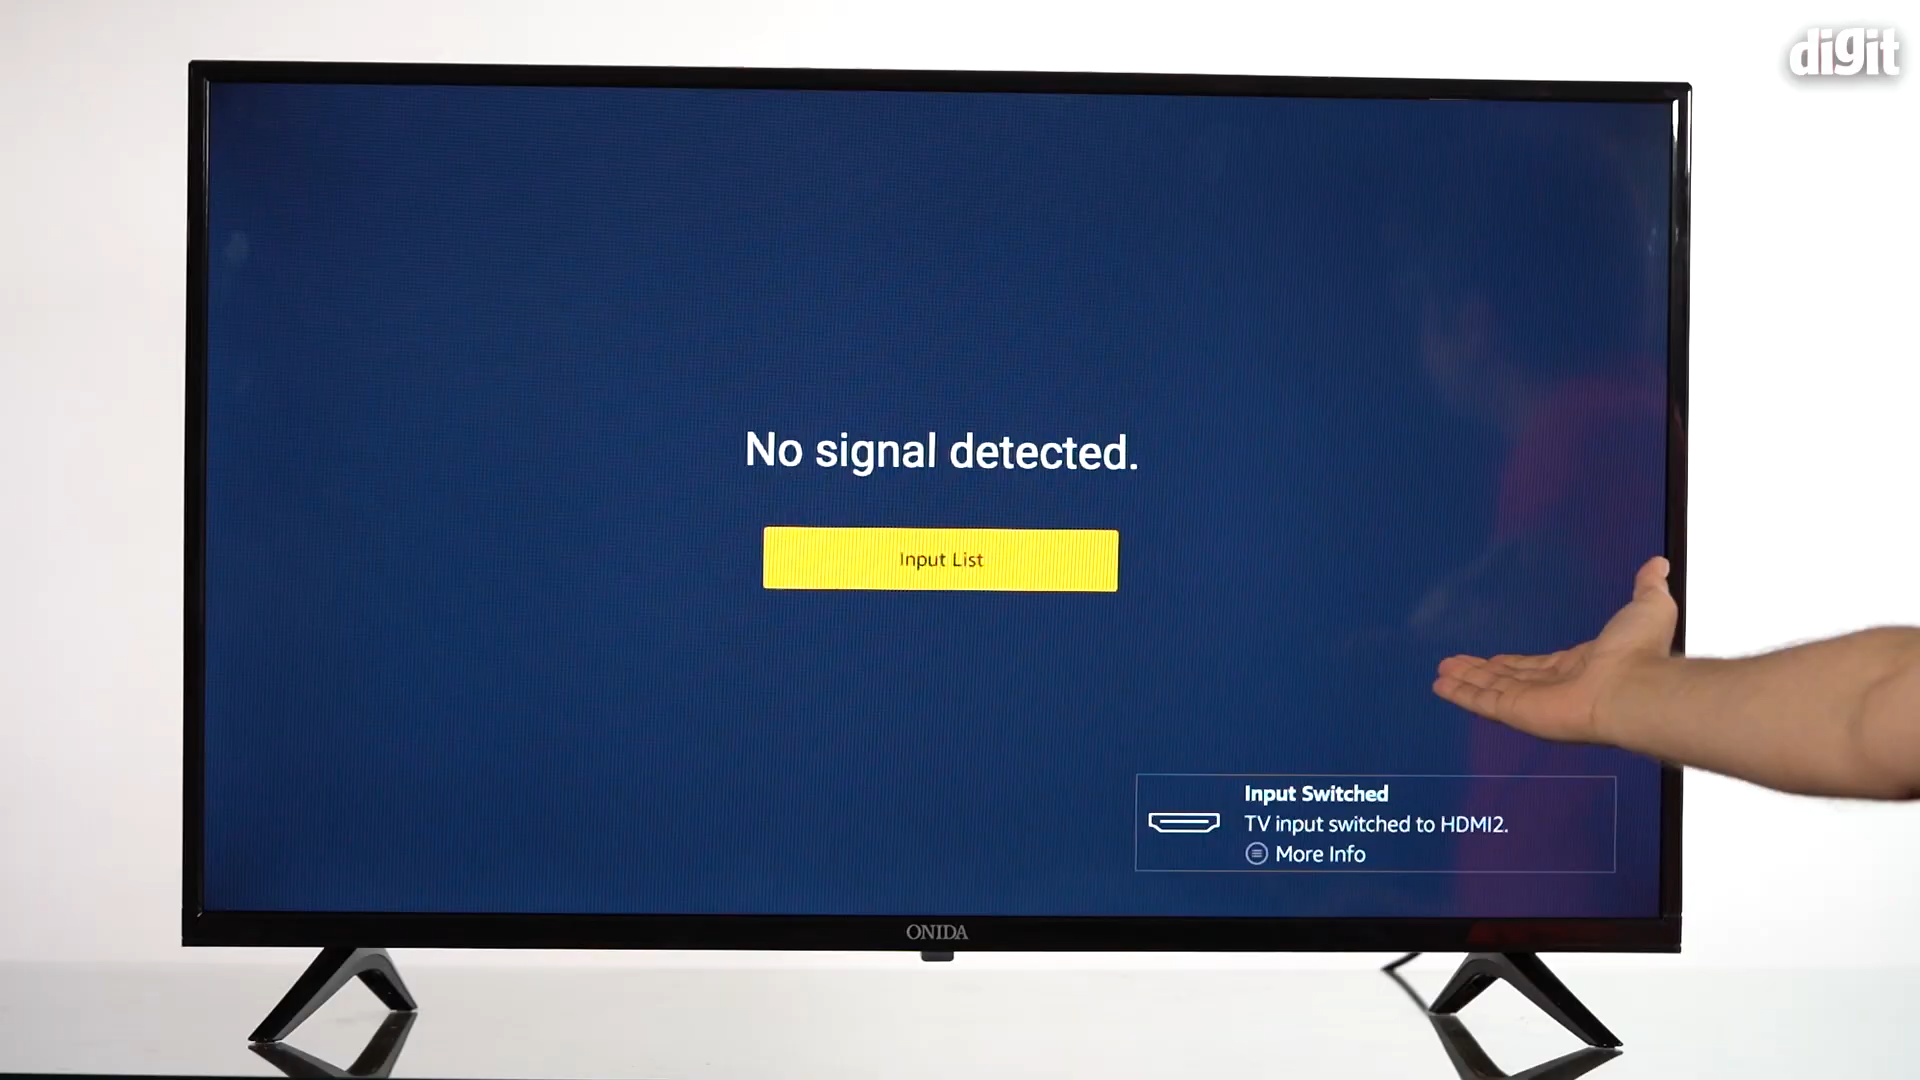 digit
No signal detected.
Input List
Input Switched
TV input switched to HDMI2.
More Info
ONIDA